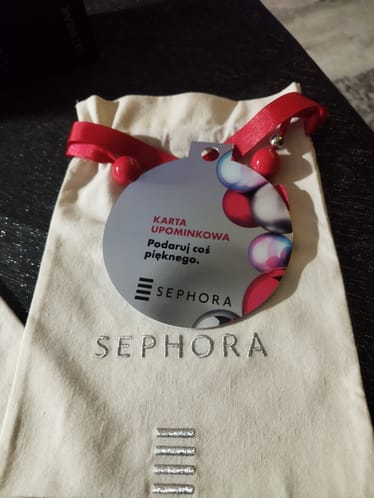 KARTA
UPOMINKOWA
Podaruj coś
pięknego.
SEPHORA
SEPHORA